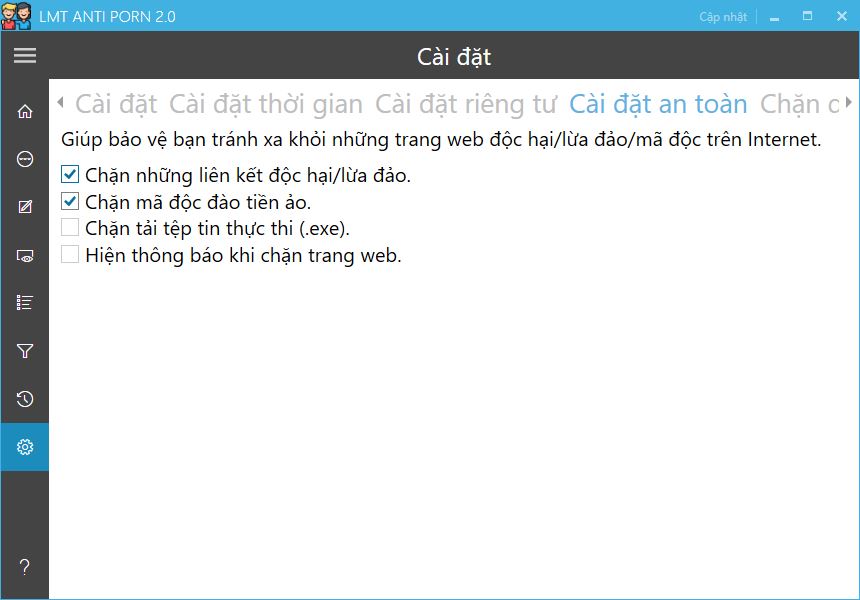 LMT ANTI PORN 2.0 Cập nhật
Cài đặt
Cài đặt Cài đặt thời gian Cài đặt riêng tư Cài đặt an toàn Chặn
Giúp bảo vệ bạn tránh xa khỏi những trang web độc hại/lừa đảo/mã độc trên Internet.
Chặn những liên kết độc hại/lừa đảo.
Chặn mã độc đào tiền ảo.
Chặn tải tệp tin thực thi (.exe).
Hiện thông báo khi chặn trang web.
?